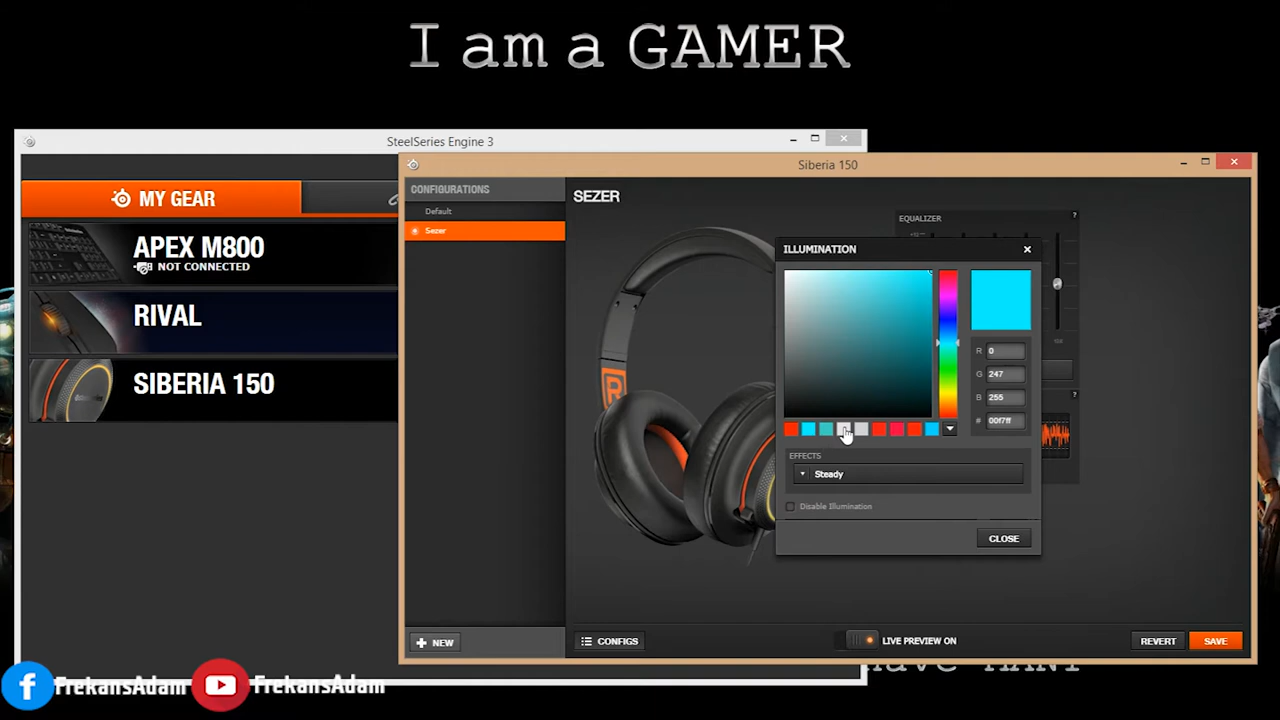 I am a GAMER
SteelSeries Engine 3
Siberia 150
MY GEAR
CONFIGURATIONS
Default
Sezer
SEZER
EQUALIZER
?
APEX M800
NOT CONNECTED
RIVAL
SIBERIA 150
ILLUMINATION
R 0
G 247
B 255
# 00f7ff
?
EFFECTS
Steady
Disable Illumination
CLOSE
+ NEW
CONFIGS
LIVE PREVIEW ON
REVERT
SAVE
FrekansAdam
FrekansAdam